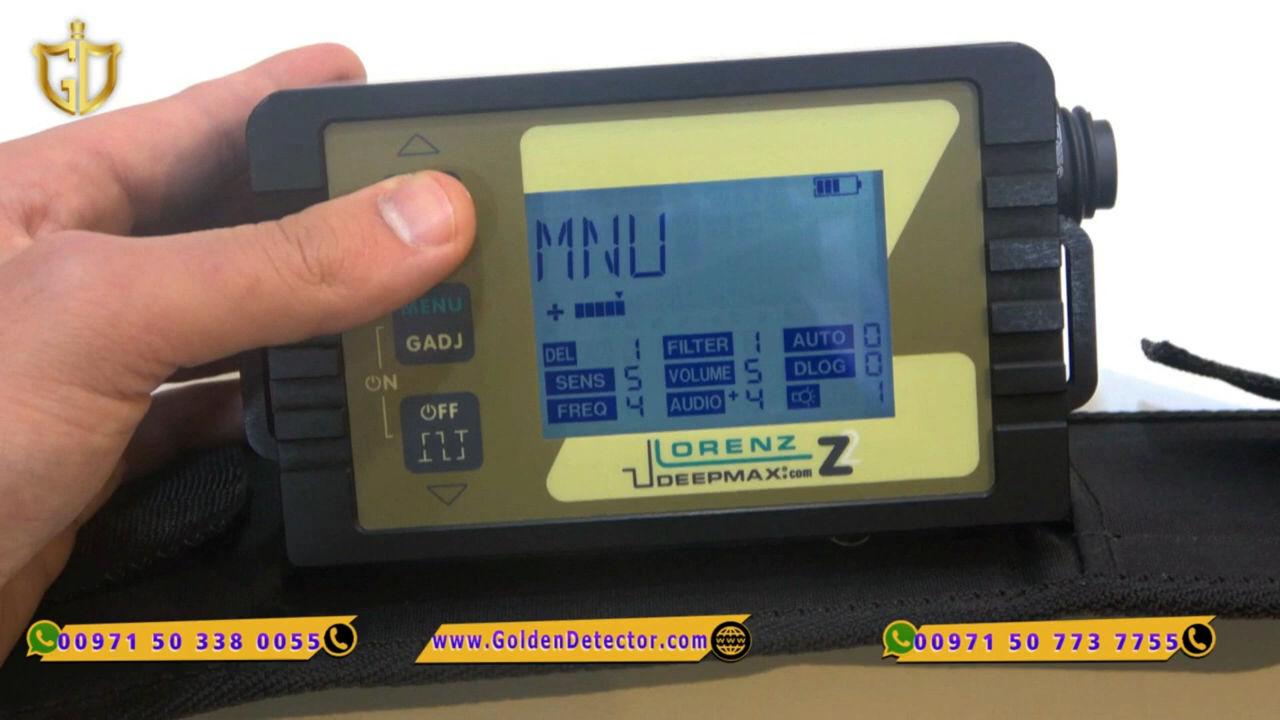 GD
MNU
DEL 1 FILTER 1 AUTO 0
SENS 5 VOLUME 5 DLOG 0
FREQ 4 AUDIO + 4 1
MENU
GADJ
ON
OFF
LORENZ
DEEPMAX:com Z2
00971 50 338 0055
www.GoldenDetector.com
00971 50 773 7755